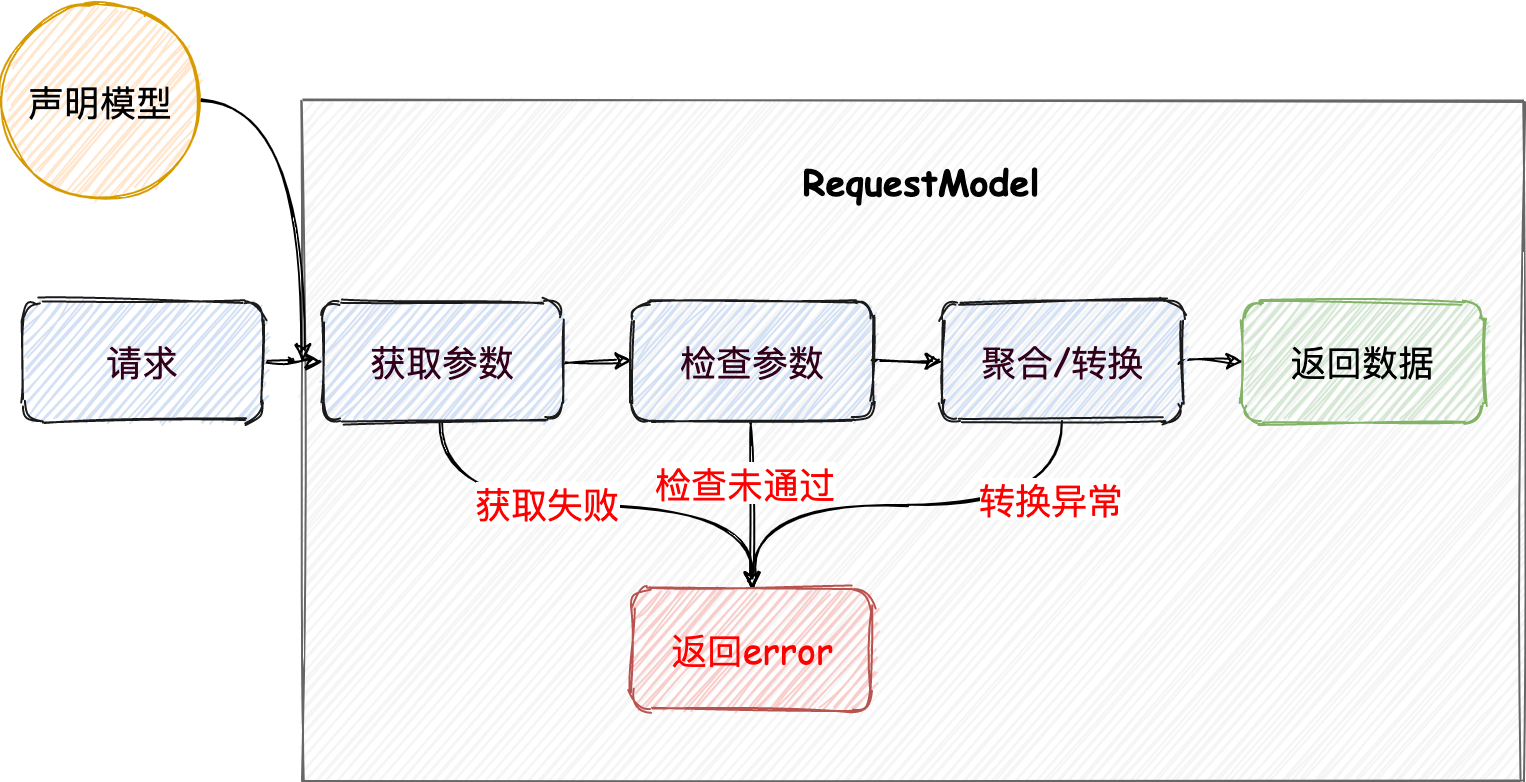 声明模型
RequestModel
请求
获取参数
检查参数
聚合/转换
返回数据
获取失败
检查未通过
转换异常
返回error